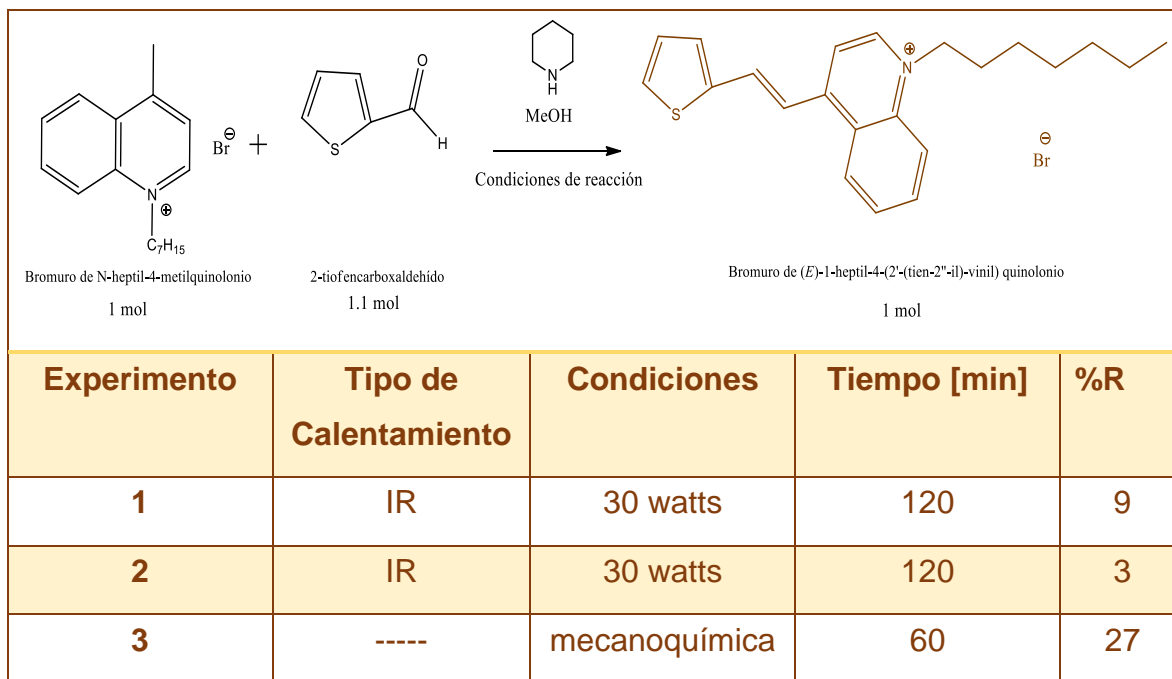 N
H
MeOH
Condiciones de reacción
Br ⊖ +
N ⊕
C7H15
S
O
H
S
N ⊕
⊖
Br
Bromuro de N-heptil-4-metilquinolonio
1 mol
2-tiofencarboxaldehído
1.1 mol
Bromuro de (E)-1-heptil-4-(2'-(tien-2"-il)-vinil) quinolonio
1 mol
Experimento Tipo de Calentamiento Condiciones Tiempo [min] %R
1 IR 30 watts 120 9
2 IR 30 watts 120 3
3 ----- mecanoquímica 60 27